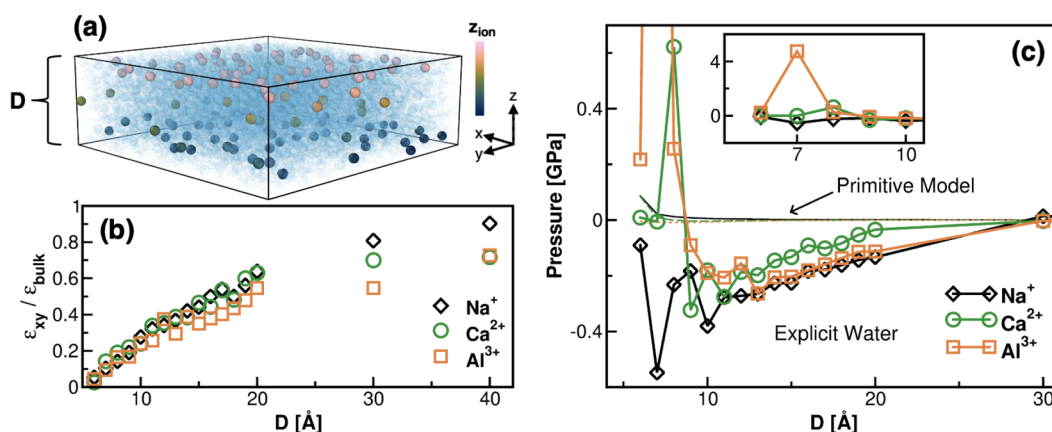 (a)
z_ion
D
z
x
y
(b)
ε_xy / ε_bulk
1
0.8
0.6
0.4
0.2
0
10
20
30
40
D [Å]
Na⁺
Ca²⁺
Al³⁺
(c)
Pressure [GPa]
0.4
0
-0.4
4
0
7
10
Primitive Model
Explicit Water
Na⁺
Ca²⁺
Al³⁺
10
20
30
D [Å]